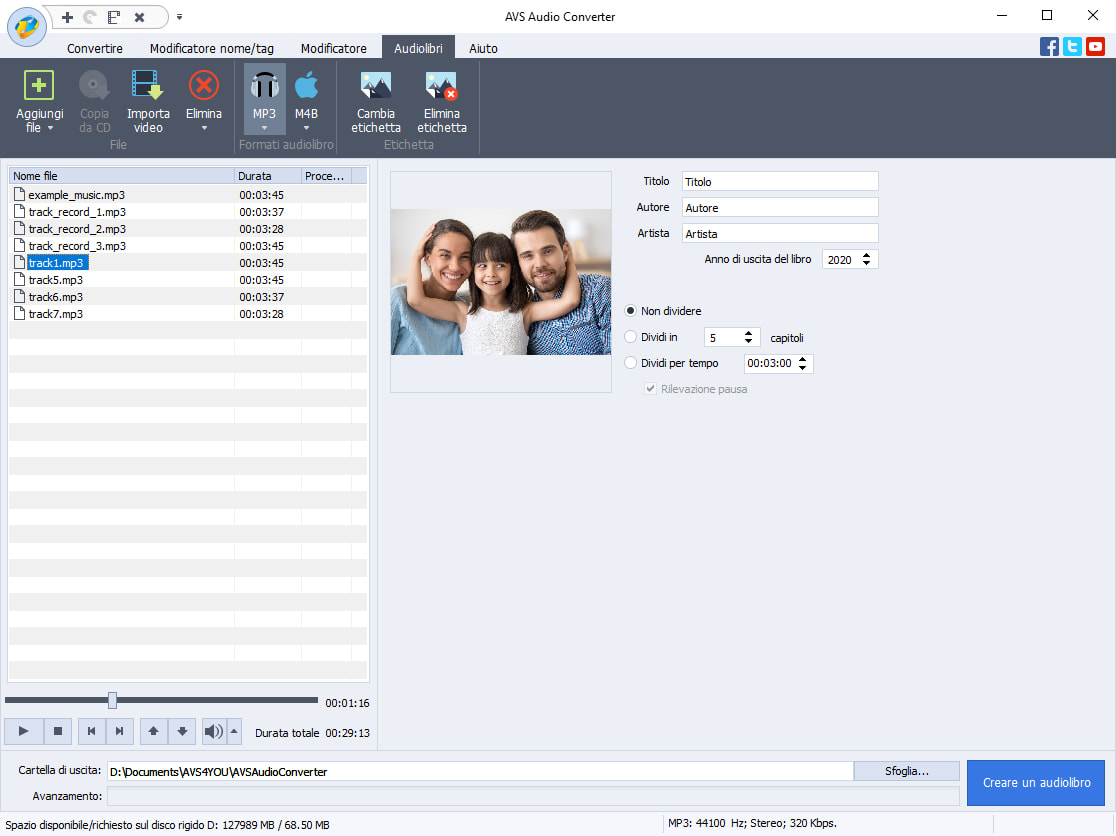 AVS Audio Converter
Convertire Modificatore nome/tag Modificatore Audiolibri Aiuto
Aggiungi file
Copia da CD
Importa video
Elimina
MP3
M4B
Cambia etichetta
Elimina etichetta
File Formati audiolibro Etichetta
Nome file Durata Proce...
example_music.mp3 00:03:45
track_record_1.mp3 00:03:37
track_record_2.mp3 00:03:28
track_record_3.mp3 00:03:45
track1.mp3 00:03:45
track5.mp3 00:03:45
track6.mp3 00:03:37
track7.mp3 00:03:28
Titolo Titolo
Autore Autore
Artista Artista
Anno di uscita del libro 2020
Non dividere
Dividi in 5 capitoli
Dividi per tempo 00:03:00
Rilevazione pausa
00:01:16
Durata totale 00:29:13
Cartella di uscita: D:\Documents\AVS4YOU\AVSAudioConverter Sfoglia...
Avanzamento:
Creare un audiolibro
Spazio disponibile/richiesto sul disco rigido D: 127989 MB / 68.50 MB MP3: 44100 Hz; Stereo; 320 Kbps.